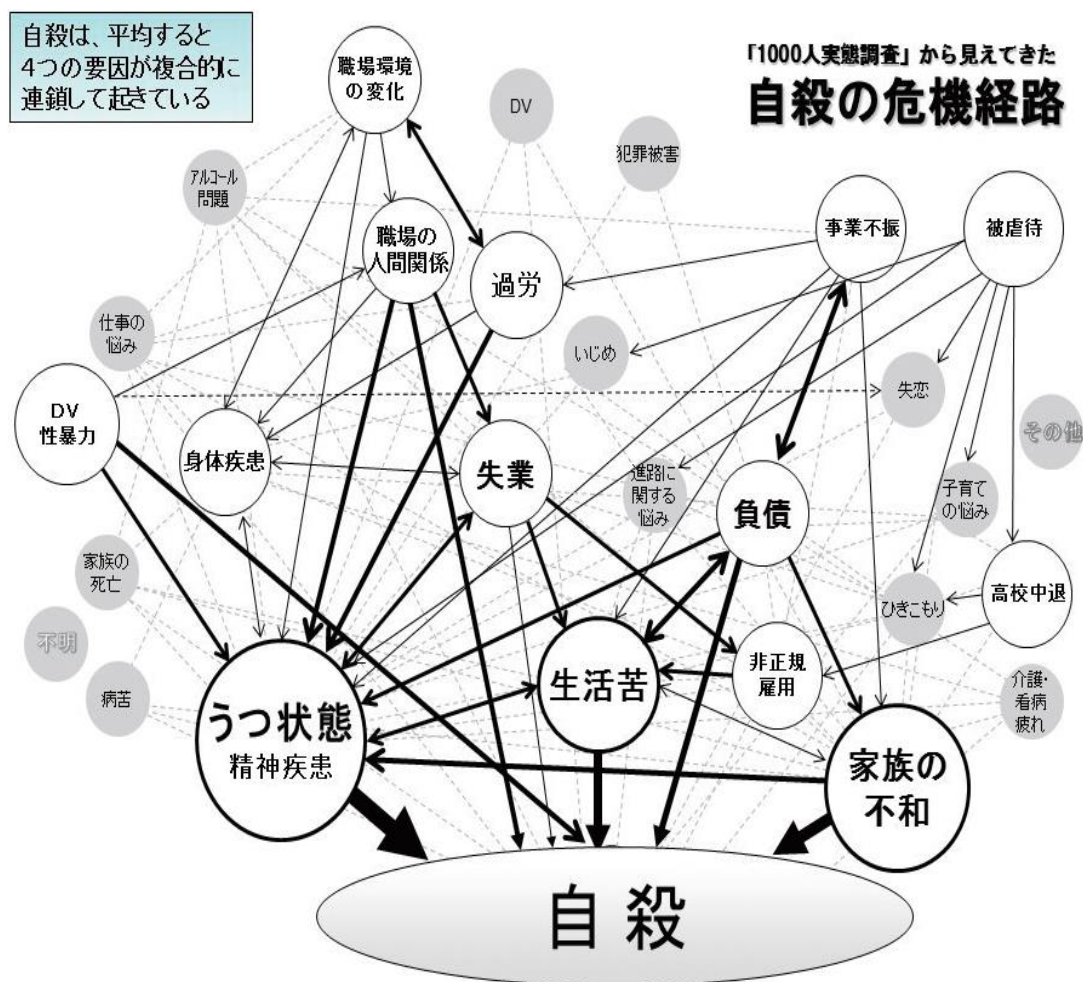 自殺は、平均すると
4つの要因が複合的に
連鎖して起きている
「1000人実態調査」から見えてきた
自殺の危機経路
職場環境
の変化
DV
犯罪被害
アルコール
問題
職場の
人間関係
過労
事業不振
被虐待
仕事の
悩み
いじめ
失恋
DV
性暴力
その他
身体疾患
失業
進路に
関する
悩み
負債
子育て
の悩み
家族の
死亡
ひきこもり
高校中退
不明
病苦
うつ状態
精神疾患
生活苦
非正規
雇用
介護・
看病
疲れ
家族の
不和
自殺